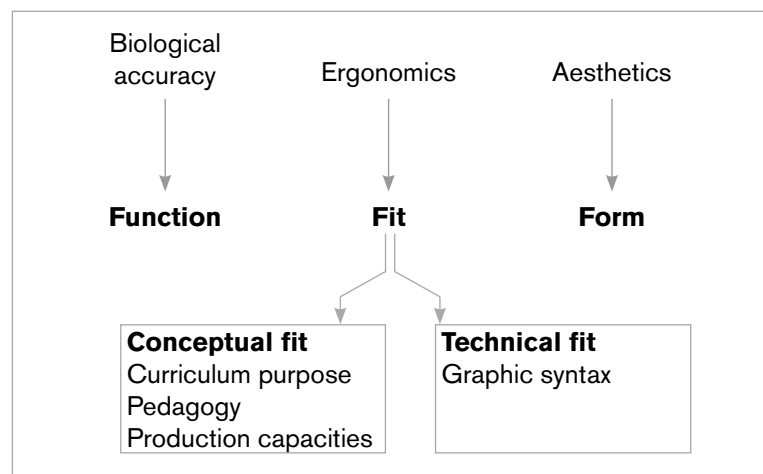 Biological
accuracy
Ergonomics
Aesthetics
Function
Fit
Form
Conceptual fit
Curriculum purpose
Pedagogy
Production capacities
Technical fit
Graphic syntax